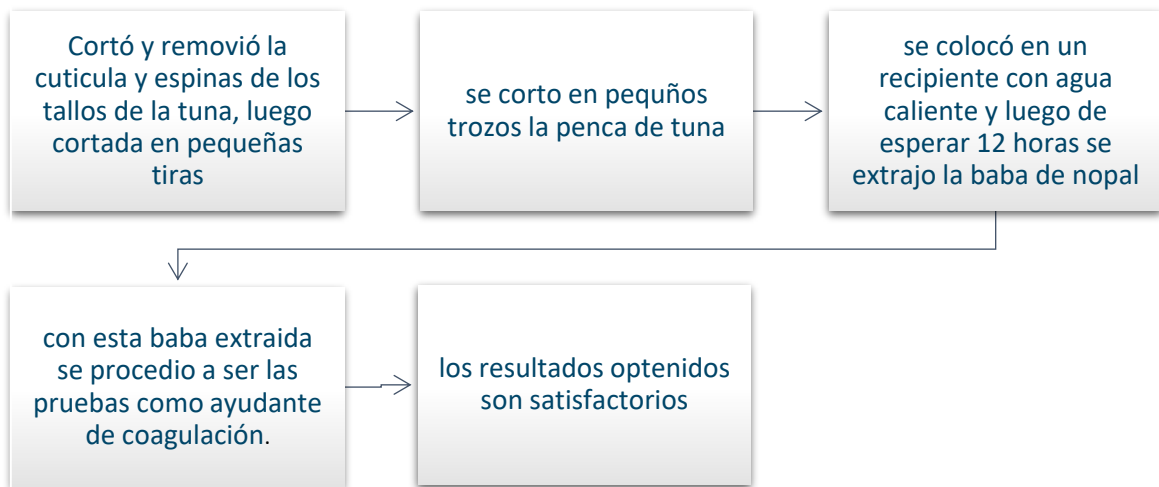 Cortó y removió la
cuticula y espinas de los
tallos de la tuna, luego
cortada en pequeñas
tiras
se corto en pequños
trozos la penca de tuna
se colocó en un
recipiente con agua
caliente y luego de
esperar 12 horas se
extrajo la baba de nopal
con esta baba extraida
se procedio a ser las
pruebas como ayudante
de coagulación.
los resultados optenidos
son satisfactorios